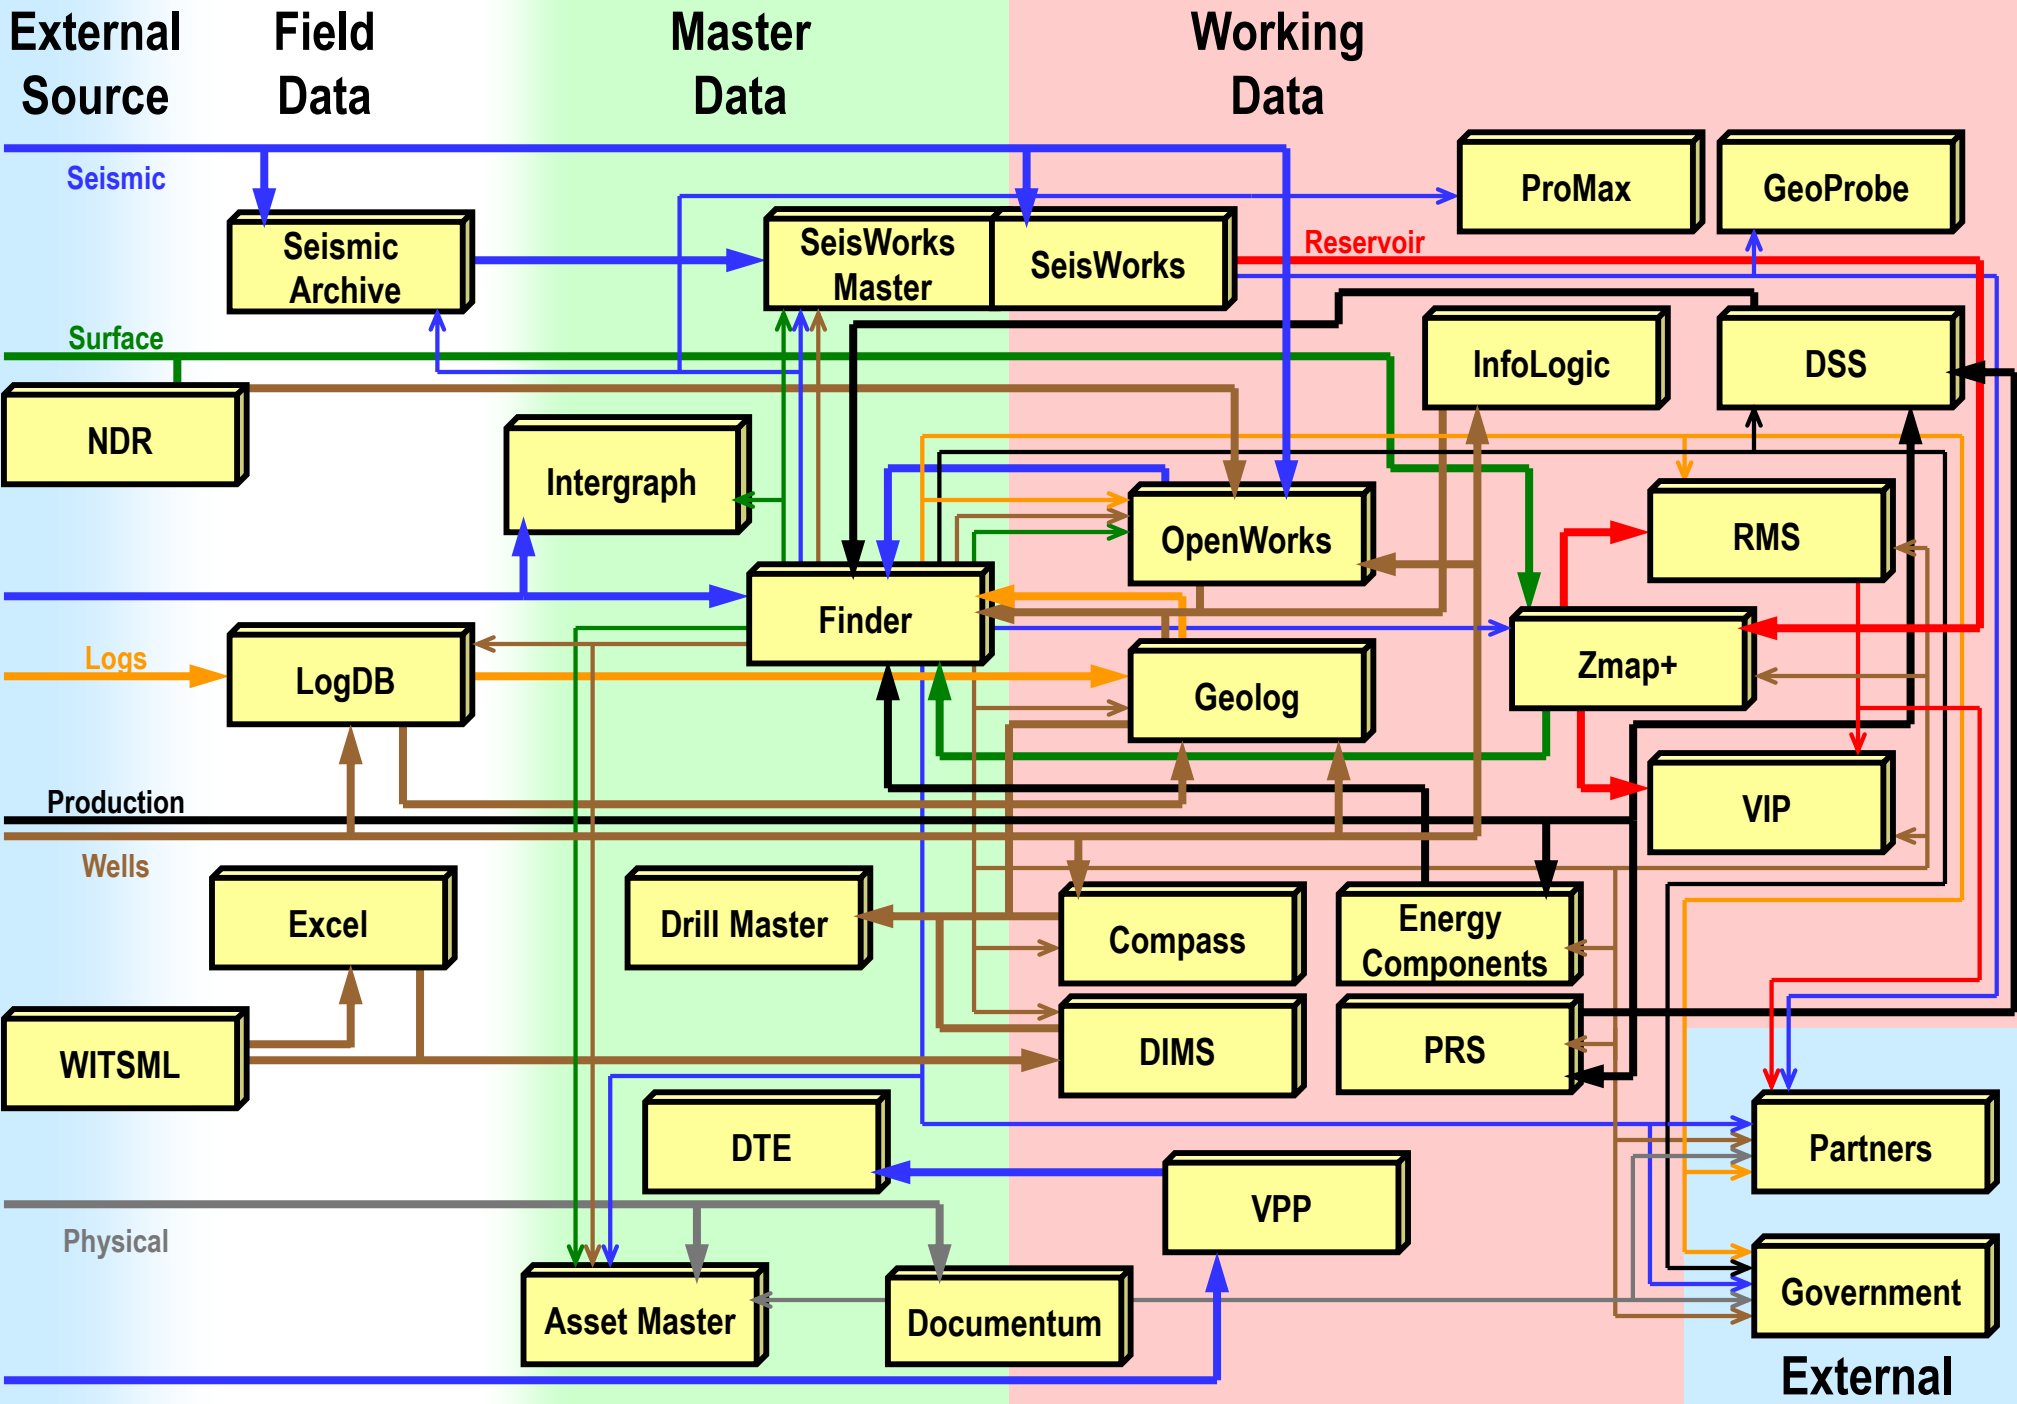 External
Source
Field
Data
Master
Data
Working
Data
Seismic
ProMax
GeoProbe
Seismic
Archive
SeisWorks
Master
SeisWorks
Reservoir
Surface
NDR
InfoLogic
DSS
Intergraph
OpenWorks
RMS
Finder
Logs
LogDB
Geolog
Zmap+
Production
VIP
Wells
Excel
Drill Master
Compass
Energy
Components
WITSML
DIMS
PRS
DTE
Partners
VPP
Physical
Asset Master
Documentum
Government
External